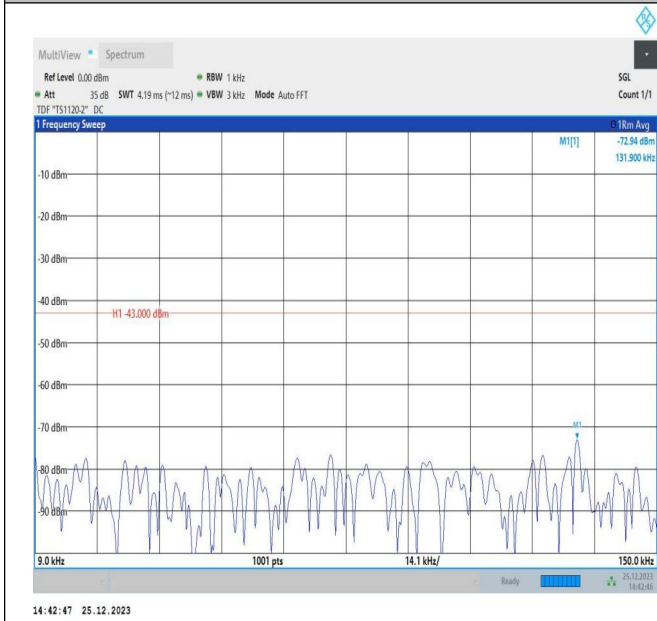 MultiView Spectrum
Ref Level 0.00 dBm RBW 1 kHz SGL
Att 35 dB SWT 4.19 ms (~12 ms) VBW 3 kHz Mode Auto FFT Count 1/1
TDF "TS1120-2" DC
1 Frequency Sweep 1Rm Avg
M1[1] -72.94 dBm
131.900 kHz
-10 dBm
-20 dBm
-30 dBm
-40 dBm
H1 -43.000 dBm
-50 dBm
-60 dBm
-70 dBm
M1
-80 dBm
-90 dBm
9.0 kHz 1001 pts 14.1 kHz/ 150.0 kHz
Ready 25.12.2023
14:42:46
14:42:47 25.12.2023